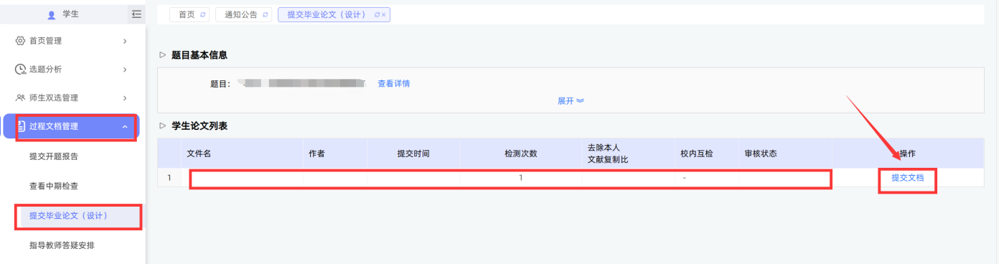 学生
首页
通知公告
提交毕业论文（设计）
首页管理
选题分析
师生双选管理
过程文档管理
提交开题报告
查看中期检查
提交毕业论文（设计）
指导教师答疑安排
题目基本信息
题目：
查看详情
展开
学生论文列表
文件名 作者 提交时间 检测次数 去除本人 校内互检 审核状态 操作
文献复制比
1 1 - 提交文档